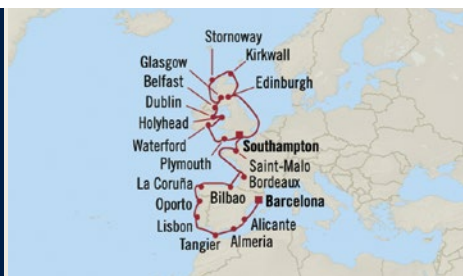 Stornoway
Kirkwall
Glasgow
Edinburgh
Belfast
Dublin
Holyhead
Waterford
Southampton
Plymouth
Saint-Malo
Bordeaux
La Coruña
Bilbao
Barcelona
Oporto
Lisbon
Alicante
Tangier
Almeria